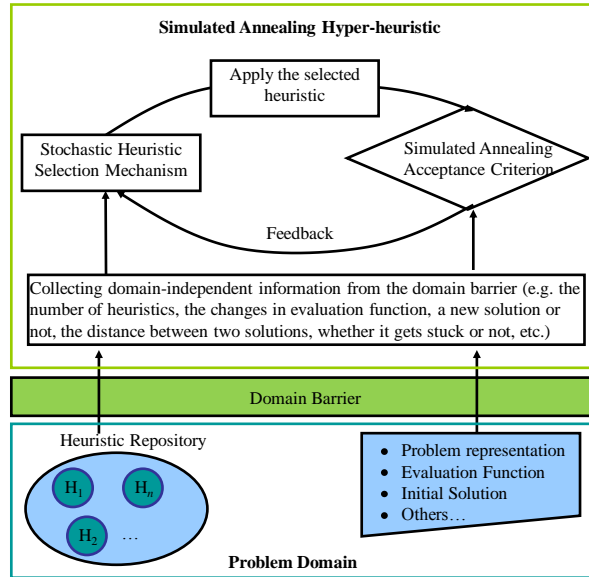 Simulated Annealing Hyper-heuristic
Apply the selected
heuristic
Stochastic Heuristic
Selection Mechanism
Simulated Annealing
Acceptance Criterion
Feedback
Collecting domain-independent information from the domain barrier (e.g. the
number of heuristics, the changes in evaluation function, a new solution or
not, the distance between two solutions, whether it gets stuck or not, etc.)
Domain Barrier
Heuristic Repository
H1
Hn
H2
…
• Problem representation
• Evaluation Function
• Initial Solution
• Others…
Problem Domain